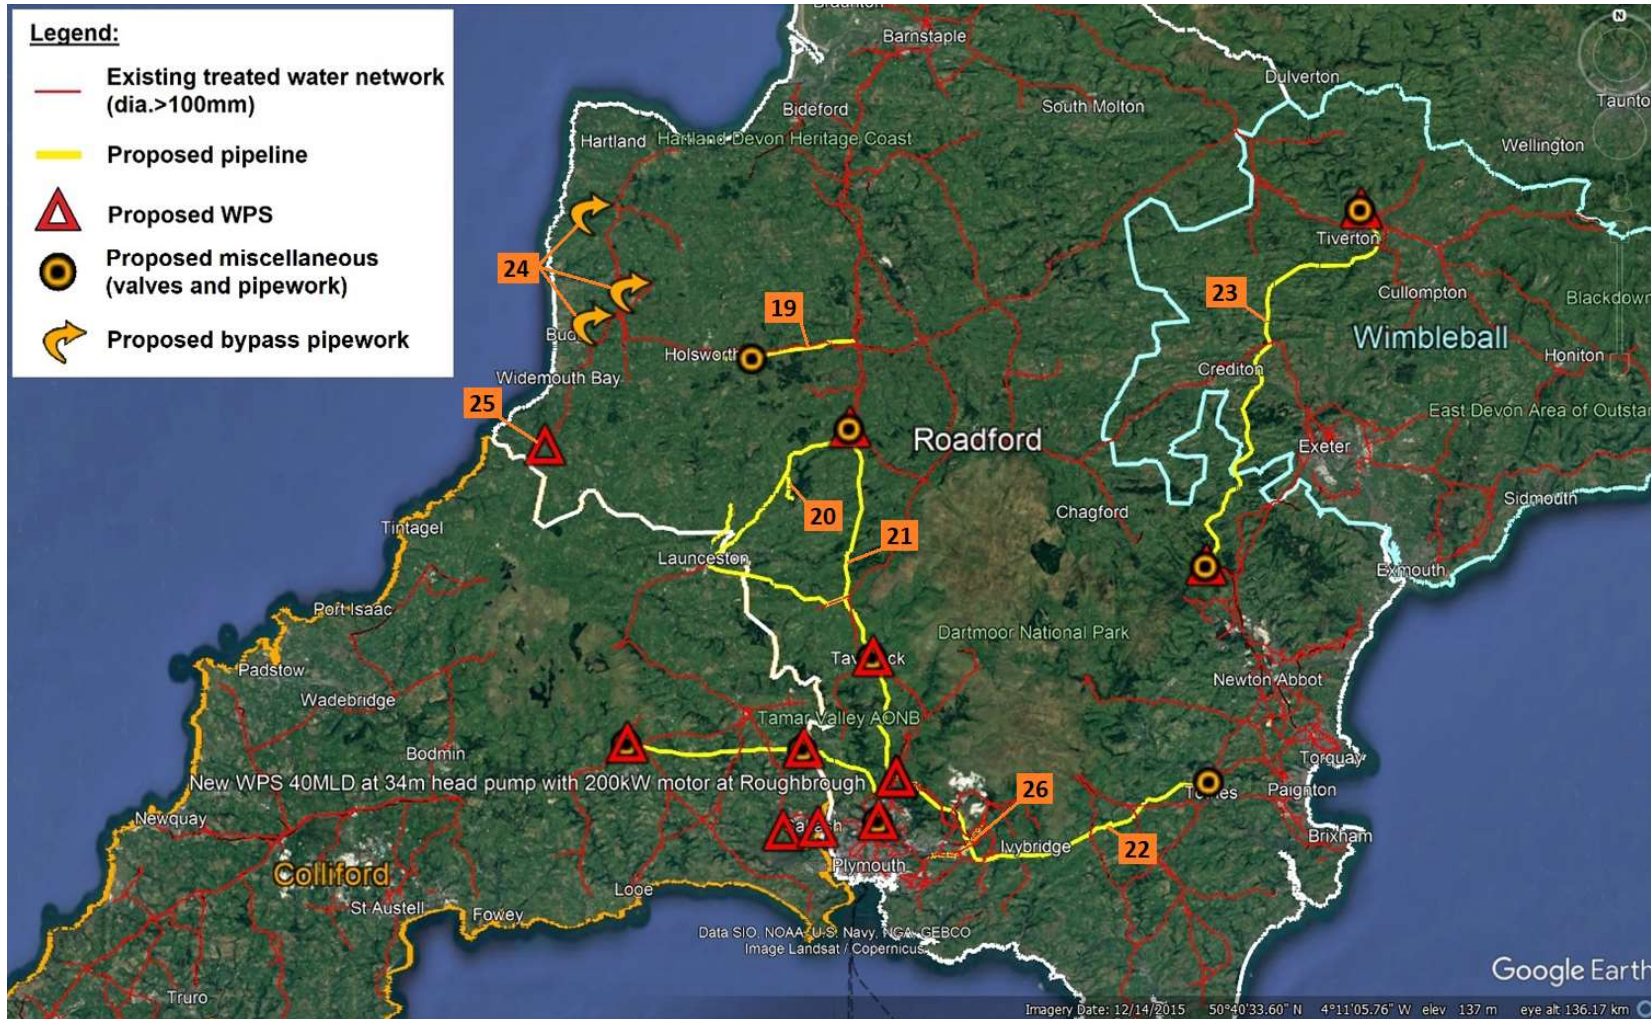 Legend:
Existing treated water network
(dia.>100mm)
Proposed pipeline
Proposed WPS
Proposed miscellaneous
(valves and pipework)
Proposed bypass pipework
Barnstaple
N
Dulverton
Bideford
South Molton
Hartland
Hartland Devon Heritage Coast
Wellington
Tiverton
24
23
Cullompton
19
Wimbleball
Holsworth
Honiton
Crediton
Widemouth Bay
25
East Devon Area of Outstan
Roadford
Exeter
Sidmouth
20
Chagford
Tintagel
21
Launceston
Exmouth
Port Isaac
Dartmoor National Park
Padstow
Newton Abbot
Wadebridge
Tamar Valley AONB
Bodmin
Torquay
New WPS 40MLD at 34m head pump with 200kW motor at Roughbrough
26
Paignton
Newquay
Brixham
Ivybridge
22
Plymouth
Colliford
Looe
St Austell
Fowey
Data SIO, NOAA, U.S. Navy, NGA, GEBCO
Image Landsat / Copernicus
Google Earth
Truro
Imagery Date: 12/14/2015 50°40'33.60" N 4°11'05.76" W elev 137 m eye alt 136.17 km